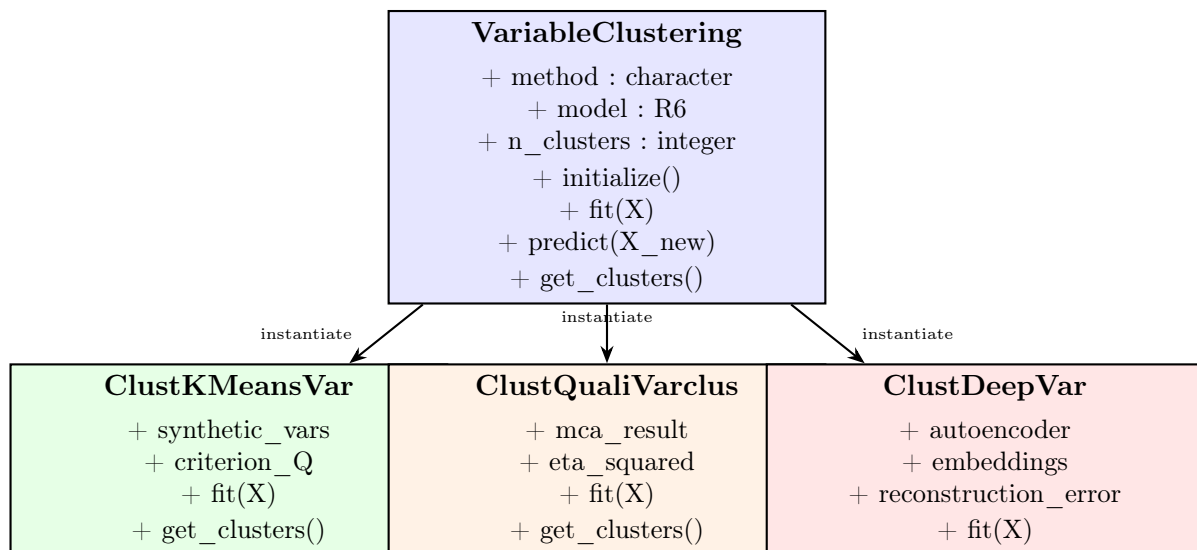 VariableClustering
+ method : character
+ model : R6
+ n_clusters : integer
+ initialize()
+ fit(X)
+ predict(X_new)
+ get_clusters()
instantiate
instantiate
instantiate
ClustKMeansVar
+ synthetic_vars
+ criterion_Q
+ fit(X)
+ get_clusters()
ClustQualiVarclus
+ mca_result
+ eta_squared
+ fit(X)
+ get_clusters()
ClustDeepVar
+ autoencoder
+ embeddings
+ reconstruction_error
+ fit(X)